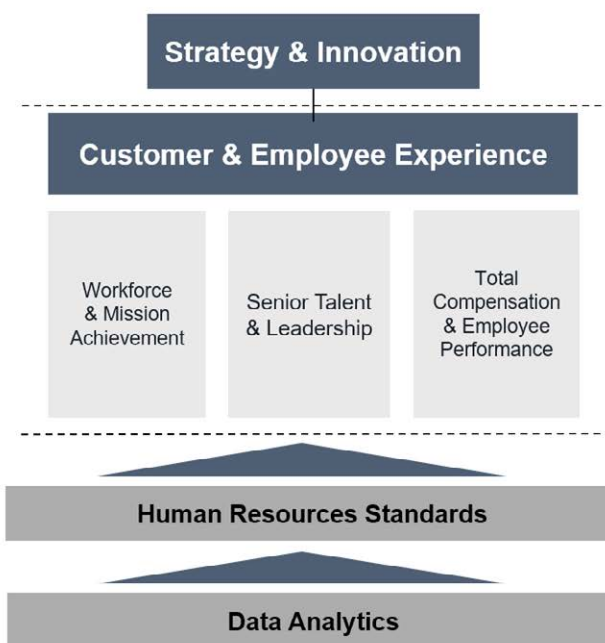 Strategy & Innovation
Customer & Employee Experience
Workforce
& Mission
Achievement
Senior Talent
& Leadership
Total
Compensation
& Employee
Performance
Human Resources Standards
Data Analytics